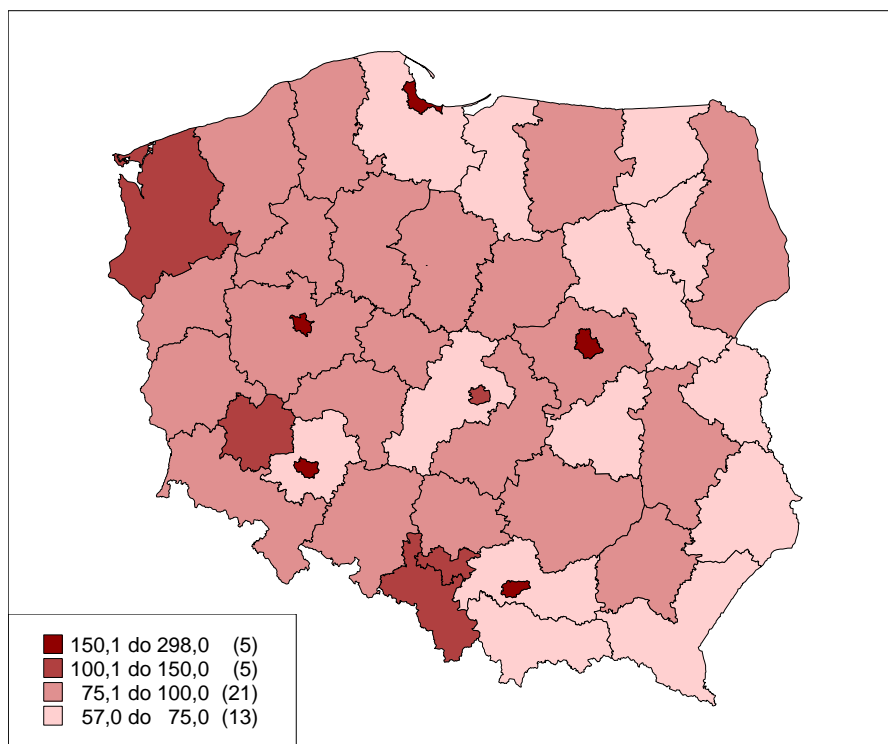 150,1 do 298,0 (5)
100,1 do 150,0 (5)
75,1 do 100,0 (21)
57,0 do 75,0 (13)